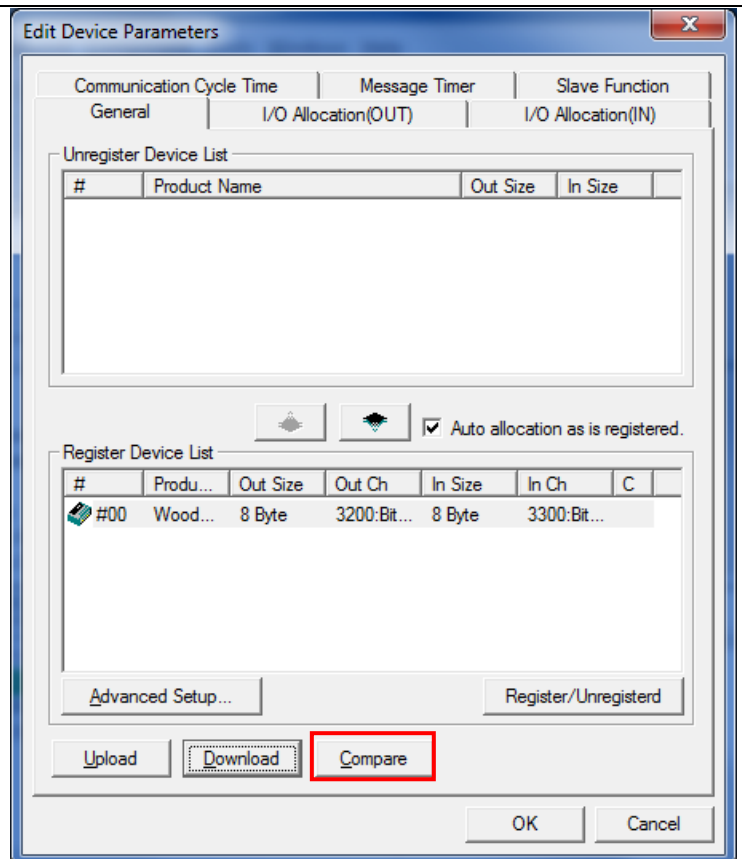 Edit Device Parameters
Communication Cycle Time Message Timer Slave Function
General I/O Allocation(OUT) I/O Allocation(IN)
Unregister Device List
# Product Name Out Size In Size
Auto allocation as is registered.
Register Device List
# Produ... Out Size Out Ch In Size In Ch C
#00 Wood... 8 Byte 3200:Bit... 8 Byte 3300:Bit...
Advanced Setup... Register/Unregisterd
Upload Download Compare
OK Cancel